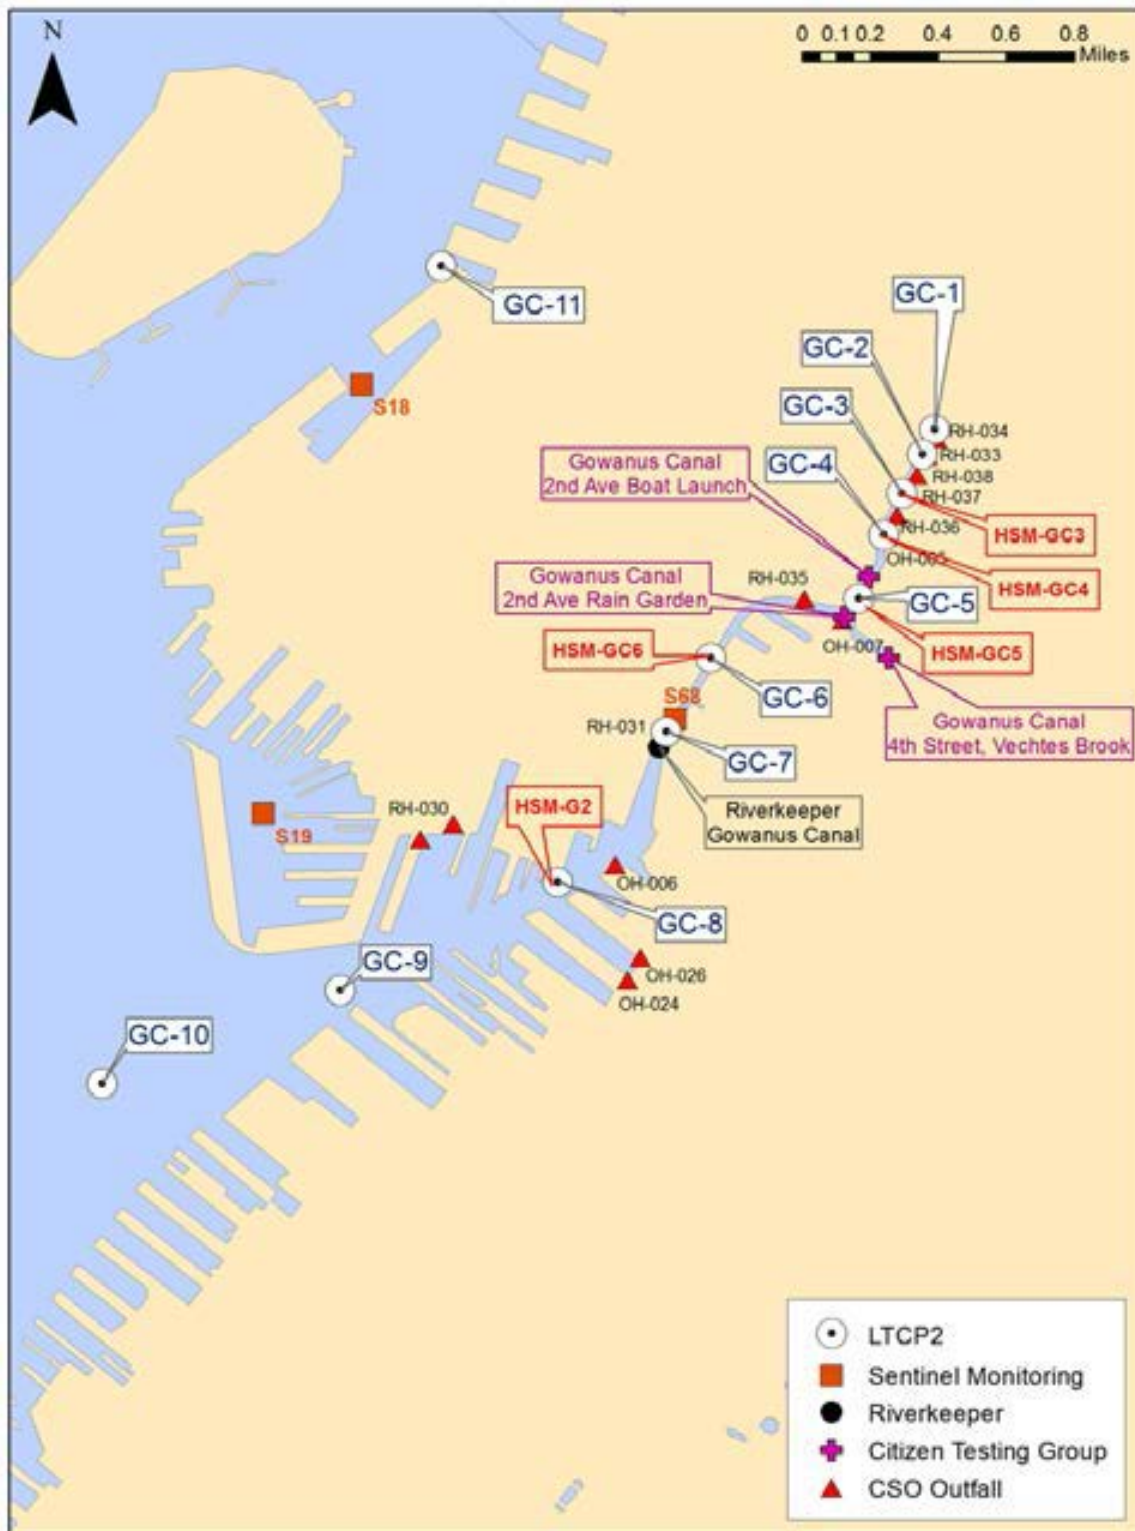 N
0 0.1 0.2 0.4 0.6 0.8
Miles
GC-11
GC-1
GC-2
GC-3
S18
RH-034
RH-033
Gowanus Canal
2nd Ave Boat Launch
GC-4
RH-038
RH-037
RH-036
HSM-GC3
OH-005
Gowanus Canal
2nd Ave Rain Garden
RH-035
HSM-GC4
GC-5
OH-007
HSM-GC5
HSM-GC6
GC-6
S68
RH-031
Gowanus Canal
4th Street, Vechtes Brook
GC-7
RH-030
HSM-G2
Riverkeeper
Gowanus Canal
S19
OH-006
GC-8
GC-9
OH-026
OH-024
GC-10
LTCP2
Sentinel Monitoring
Riverkeeper
Citizen Testing Group
CSO Outfall